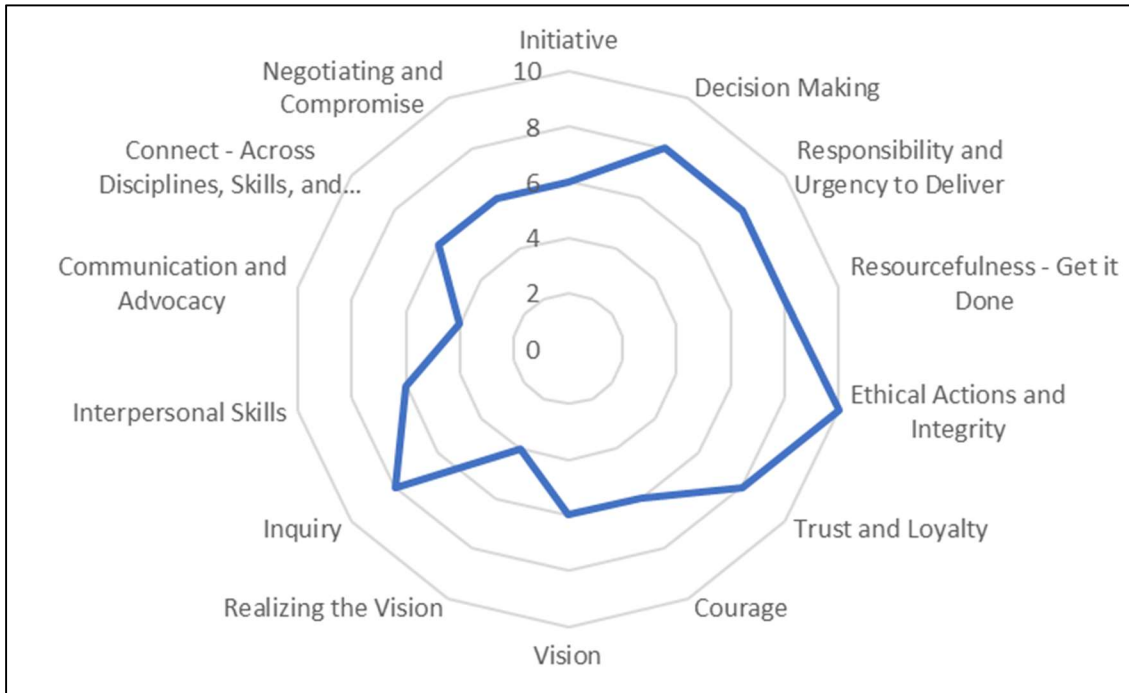 Initiative
10
8
6
4
2
0
Decision Making
Responsibility and
Urgency to Deliver
Resourcefulness - Get it
Done
Ethical Actions and
Integrity
Trust and Loyalty
Courage
Vision
Realizing the Vision
Inquiry
Interpersonal Skills
Communication and
Advocacy
Connect - Across
Disciplines, Skills, and...
Negotiating and
Compromise